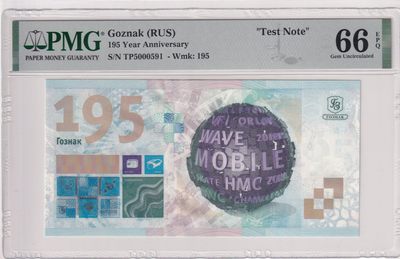 PMG
PAPER MONEY GUARANTY
Goznak (RUS)
195 Year Anniversary
S/N TP5000591 - Wmk: 195
"Test Note"
66 EPQ
Gem Uncirculated
195
Гознак
ORLOV
WAVE
MOBILE
HMC
ГОЗНАК